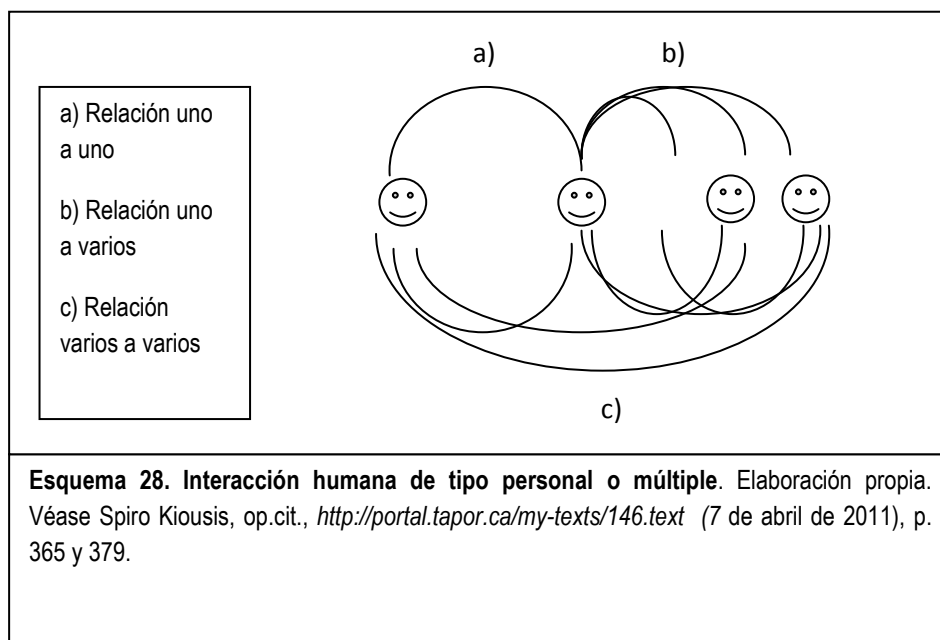 a)
b)
a) Relación uno
a uno
b) Relación uno
a varios
c) Relación
varios a varios
c)
Esquema 28. Interacción humana de tipo personal o múltiple. Elaboración propia.
Véase Spiro Kiousis, op.cit., http://portal.tapor.ca/my-texts/146.text (7 de abril de 2011), p.
365 y 379.